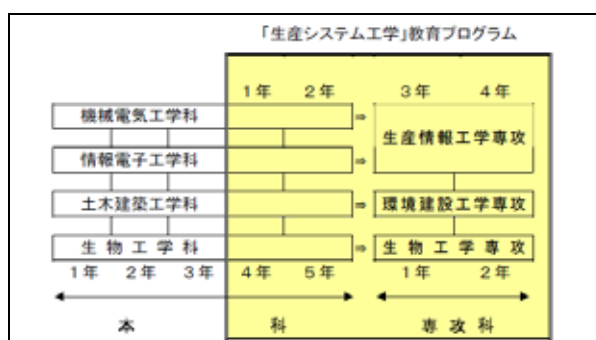 「生産システム工学」教育プログラム
1年 2年 3年 4年
機械電気工学科 ⇒ 生産情報工学専攻
情報電子工学科 ⇒
土木建築工学科 ⇒ 環境建設工学専攻
生物工学科 ⇒ 生物工学専攻
1年 2年 3年 4年 5年 1年 2年
本 科 専攻科